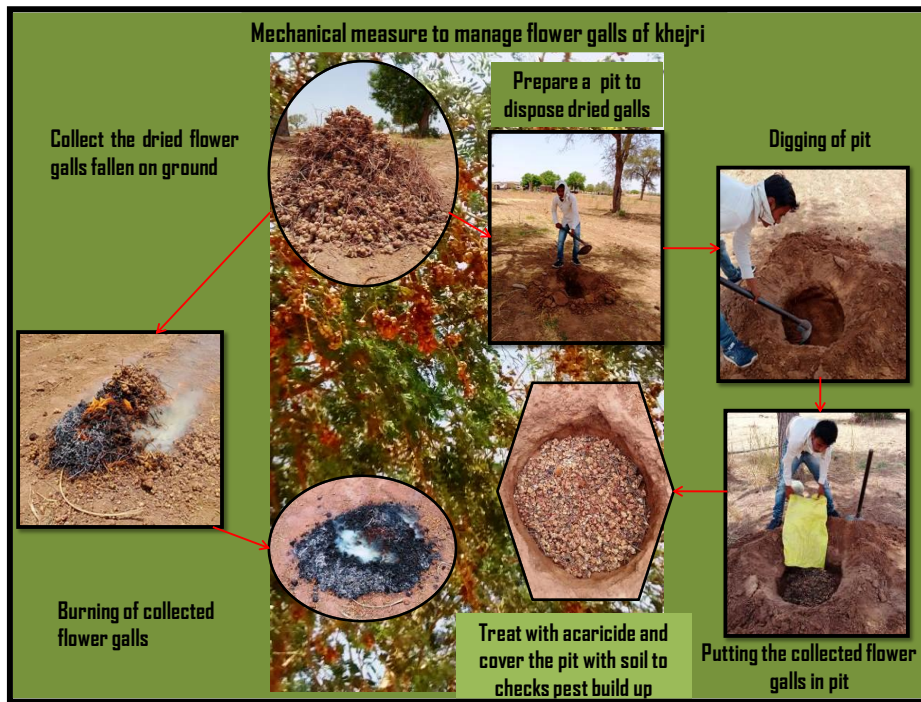 Mechanical measure to manage flower galls of khejri
Prepare a pit to
dispose dried galls
Collect the dried flower
galls fallen on ground
Digging of pit
Burning of collected
flower galls
Treat with acaricide and
cover the pit with soil to
checks pest build up
Putting the collected flower
galls in pit